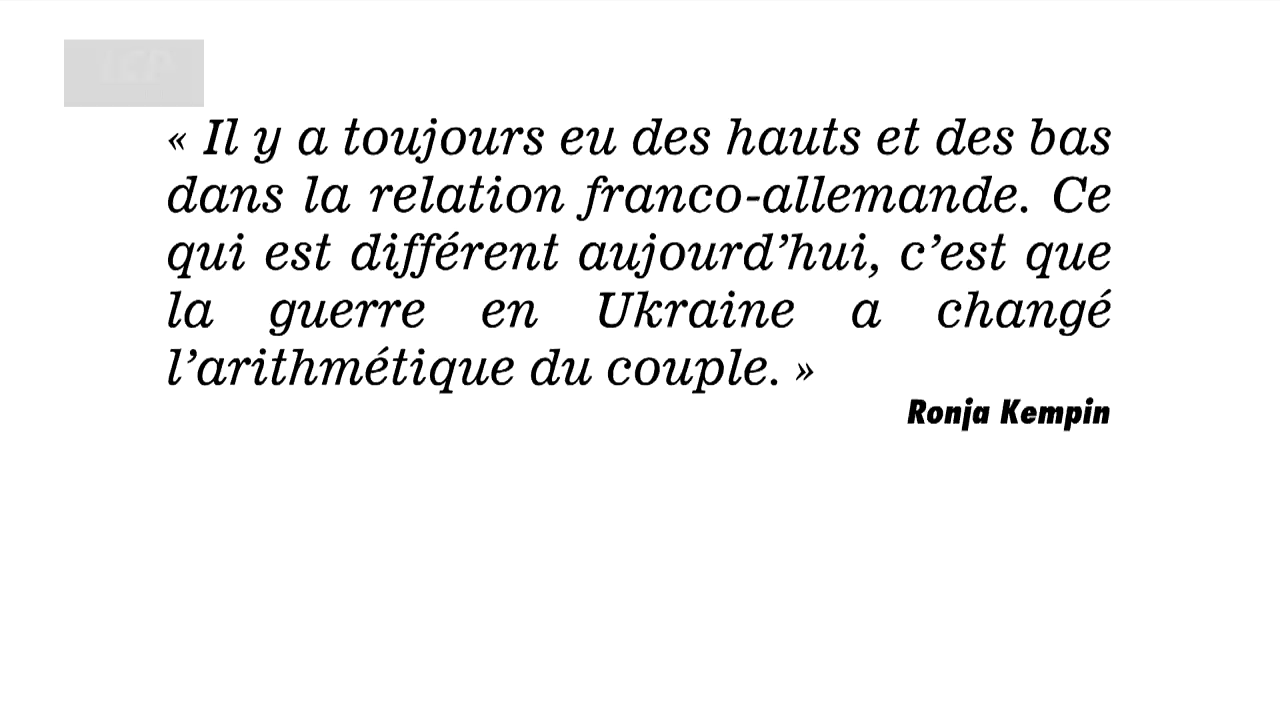 LCP
« Il y a toujours eu des hauts et des bas
dans la relation franco-allemande. Ce
qui est différent aujourd’hui, c’est que
la guerre en Ukraine a changé
l’arithmétique du couple. »
Ronja Kempin